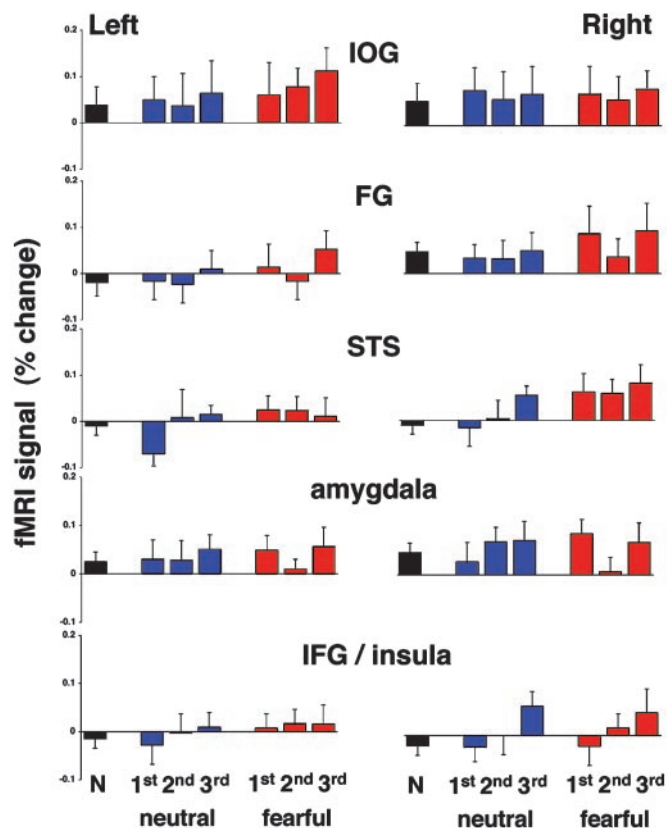 Left
Right
IOG
0.2
0.1
0
-0.1
FG
0.2
0.1
0
-0.1
STS
0.2
0.1
0
-0.1
fMRI signal (% change)
amygdala
0.2
0.1
0
-0.1
IFG / insula
0.2
0.1
0
-0.1
N 1st 2nd 3rd 1st 2nd 3rd N 1st 2nd 3rd 1st 2nd 3rd
neutral fearful neutral fearful